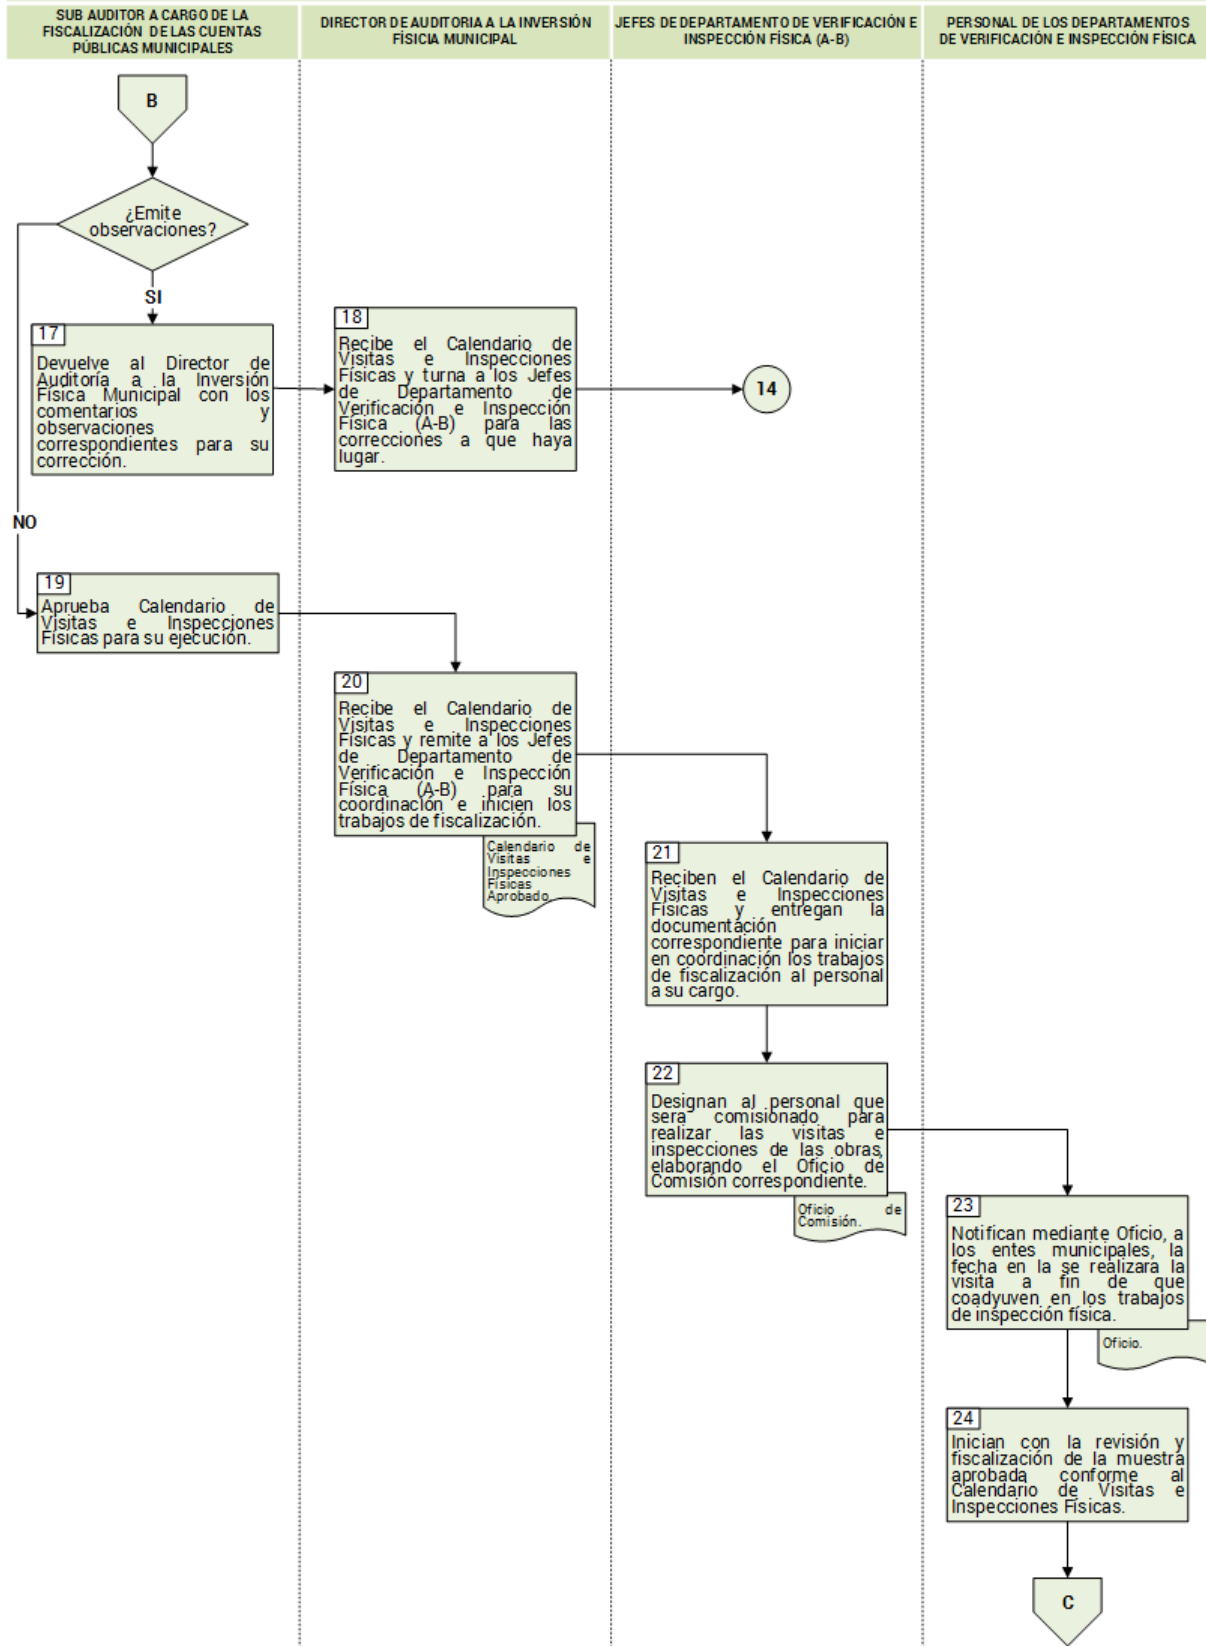 SUB AUDITOR A CARGO DE LA
FISCALIZACIÓN DE LAS CUENTAS
PÚBLICAS MUNICIPALES
DIRECTOR DE AUDITORIA A LA INVERSIÓN
FÍSICIA MUNICIPAL
JEFES DE DEPARTAMENTO DE VERIFICACIÓN E
INSPECCIÓN FÍSICA (A-B)
PERSONAL DE LOS DEPARTAMENTOS
DE VERIFICACIÓN E INSPECCIÓN FÍSICA
B
¿Emite
observaciones?
SI
17
Devuelve al Director de
Auditoría a la Inversión
Física Municipal con los
comentarios y
observaciones
correspondientes para su
corrección.
18
Recibe el Calendario de
Visitas e Inspecciones
Físicas y turna a los Jefes
de Departamento de
Verificación e Inspección
Física (A-B) para las
correcciones a que haya
lugar.
14
NO
19
Aprueba Calendario de
Visitas e Inspecciones
Físicas para su ejecución.
20
Recibe el Calendario de
Visitas e Inspecciones
Físicas y remite a los Jefes
de Departamento de
Verificación e Inspección
Física (A-B) para su
coordinación e inicien los
trabajos de fiscalización.
Calendario de
Visitas e
Inspecciones
Físicas
Aprobado.
21
Reciben el Calendario de
Visitas e Inspecciones
Físicas y entregan la
documentación
correspondiente para iniciar
en coordinación los trabajos
de fiscalización al personal
a su cargo.
22
Designan al personal que
sera comisionado para
realizar las visitas e
inspecciones de las obras,
elaborando el Oficio de
Comisión correspondiente.
Oficio de
Comisión.
23
Notifican mediante Oficio, a
los entes municipales, la
fecha en la se realizara la
visita a fin de que
coadyuven en los trabajos
de inspección física.
Oficio.
24
Inician con la revisión y
fiscalización de la muestra
aprobada conforme al
Calendario de Visitas e
Inspecciones Físicas.
C